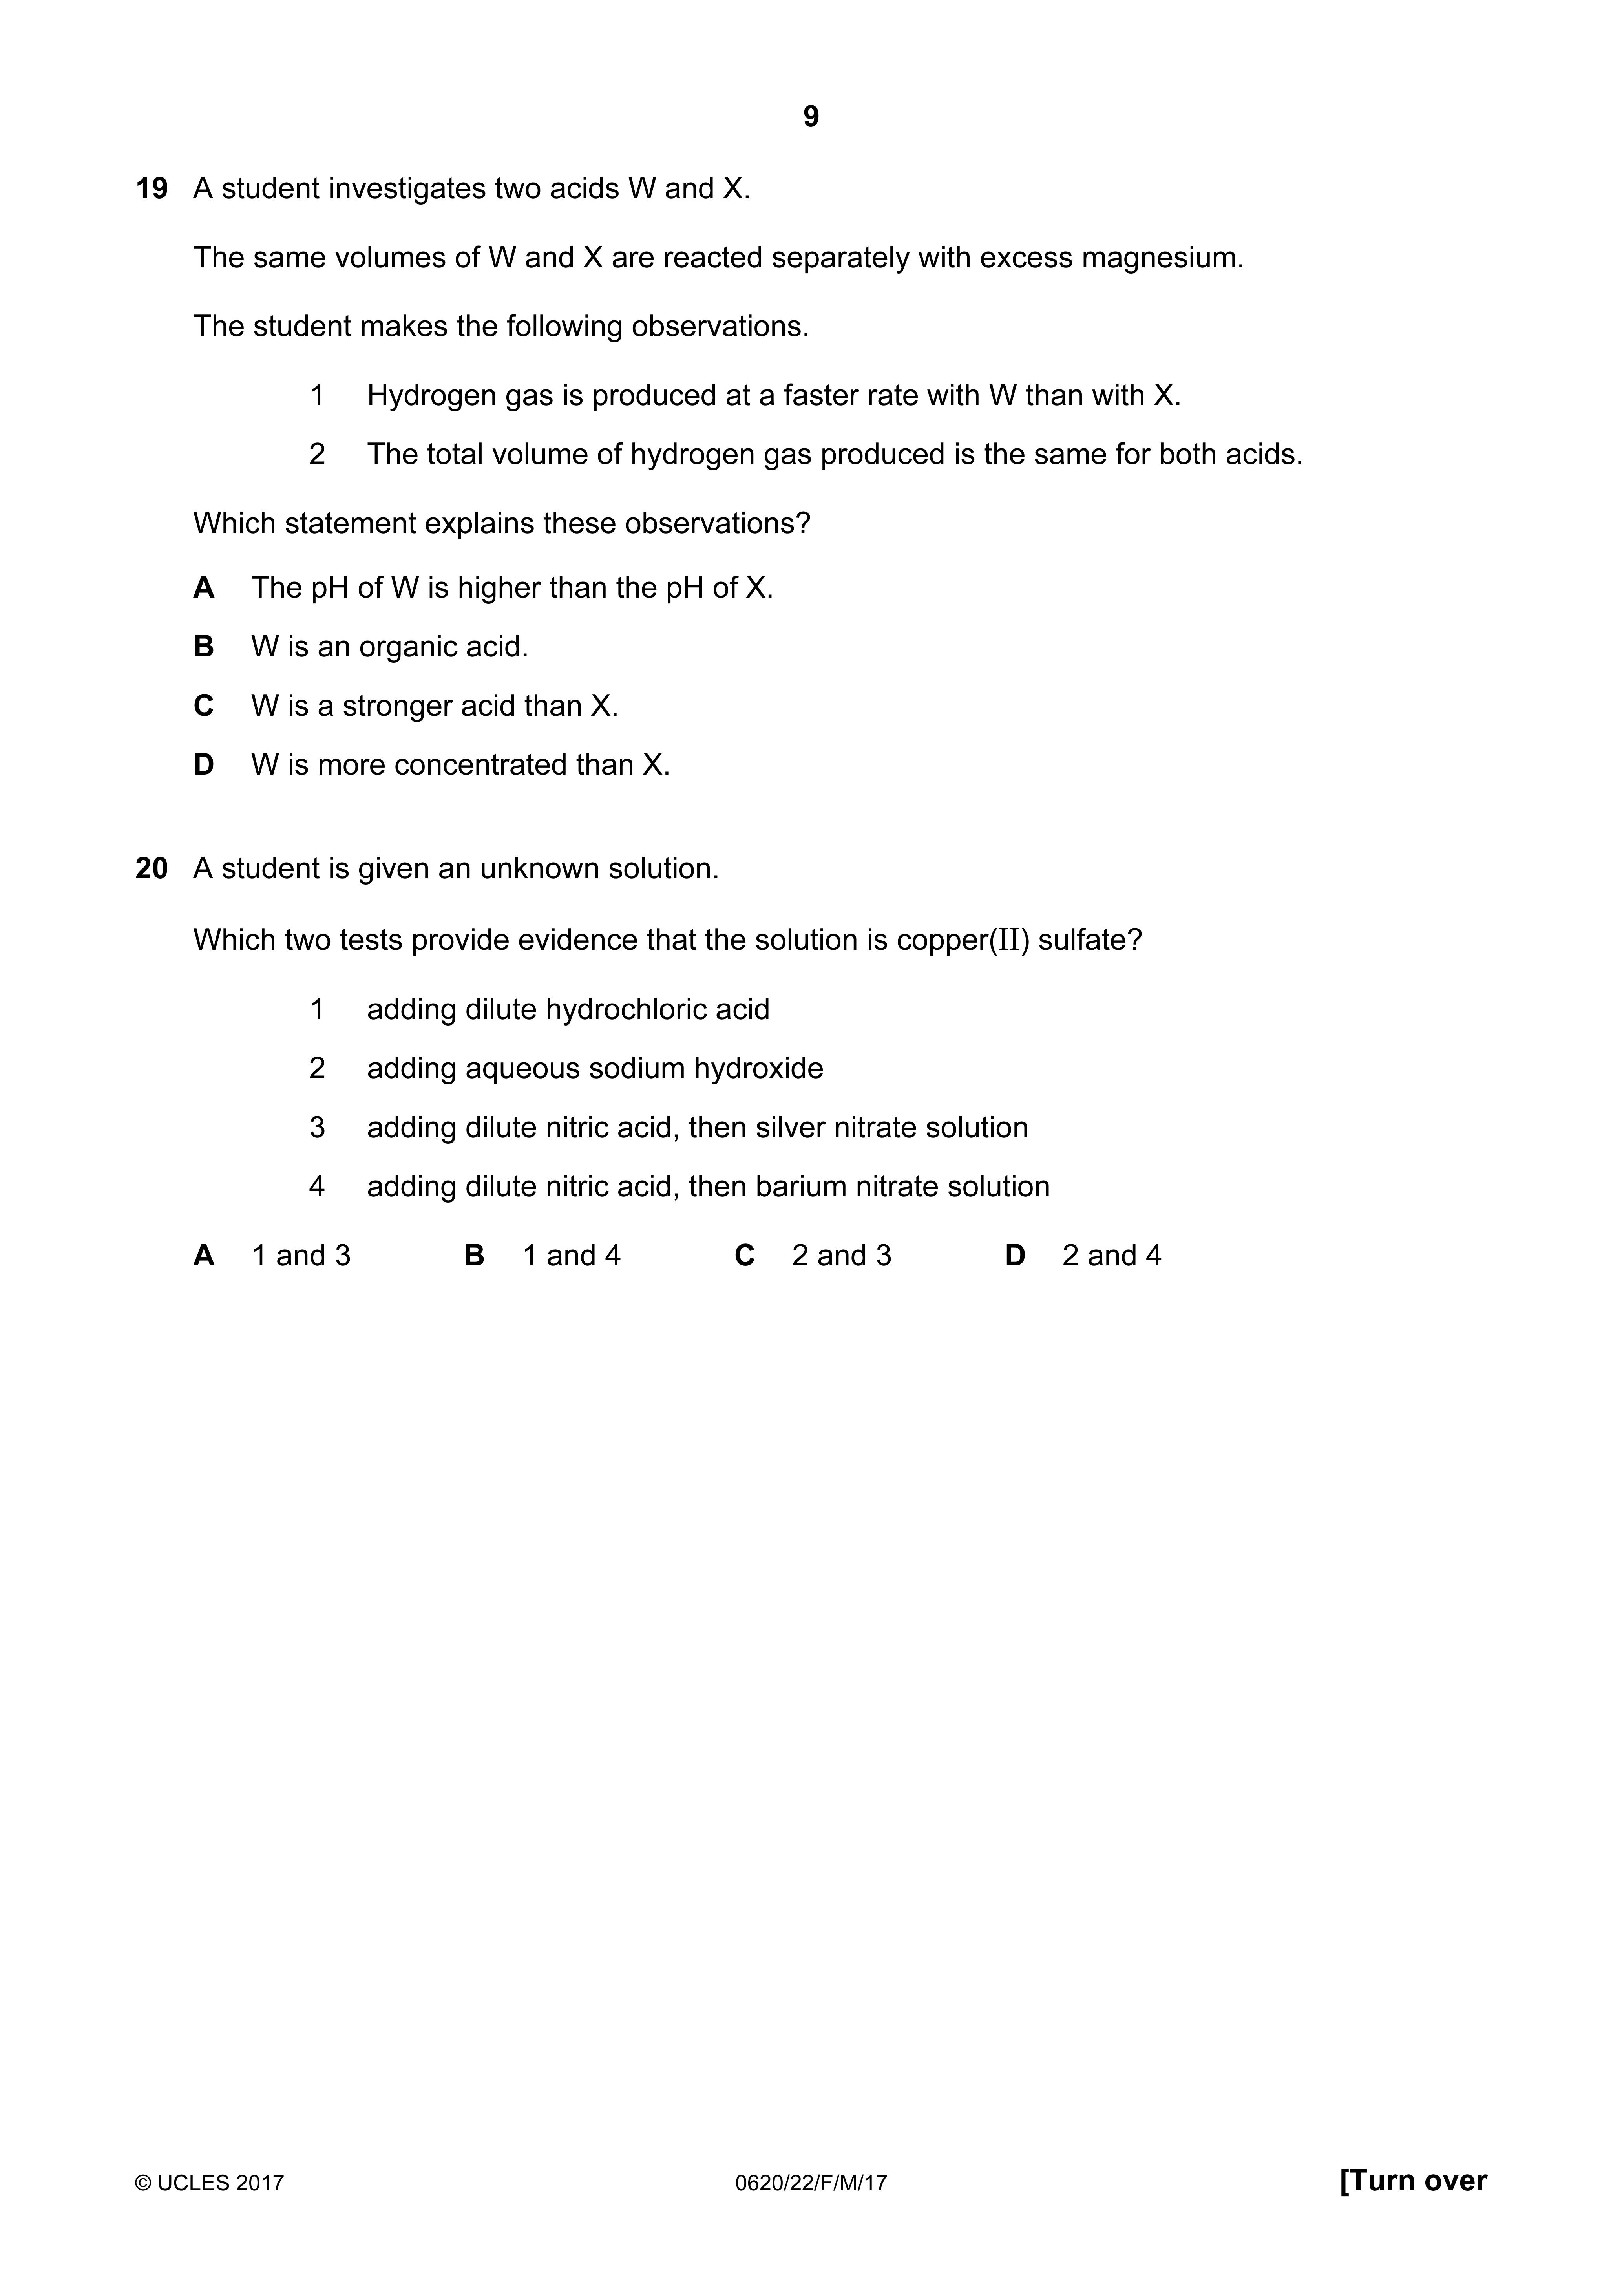 9
19 A student investigates two acids W and X.
The same volumes of W and X are reacted separately with excess magnesium.
The student makes the following observations.
1 Hydrogen gas is produced at a faster rate with W than with X.
2 The total volume of hydrogen gas produced is the same for both acids.
Which statement explains these observations?
A The pH of W is higher than the pH of X.
B W is an organic acid.
C W is a stronger acid than X.
D W is more concentrated than X.
20 A student is given an unknown solution.
Which two tests provide evidence that the solution is copper(II) sulfate?
1 adding dilute hydrochloric acid
2 adding aqueous sodium hydroxide
3 adding dilute nitric acid, then silver nitrate solution
4 adding dilute nitric acid, then barium nitrate solution
A 1 and 3 B 1 and 4 C 2 and 3 D 2 and 4
© UCLES 2017 0620/22/F/M/17 [Turn over